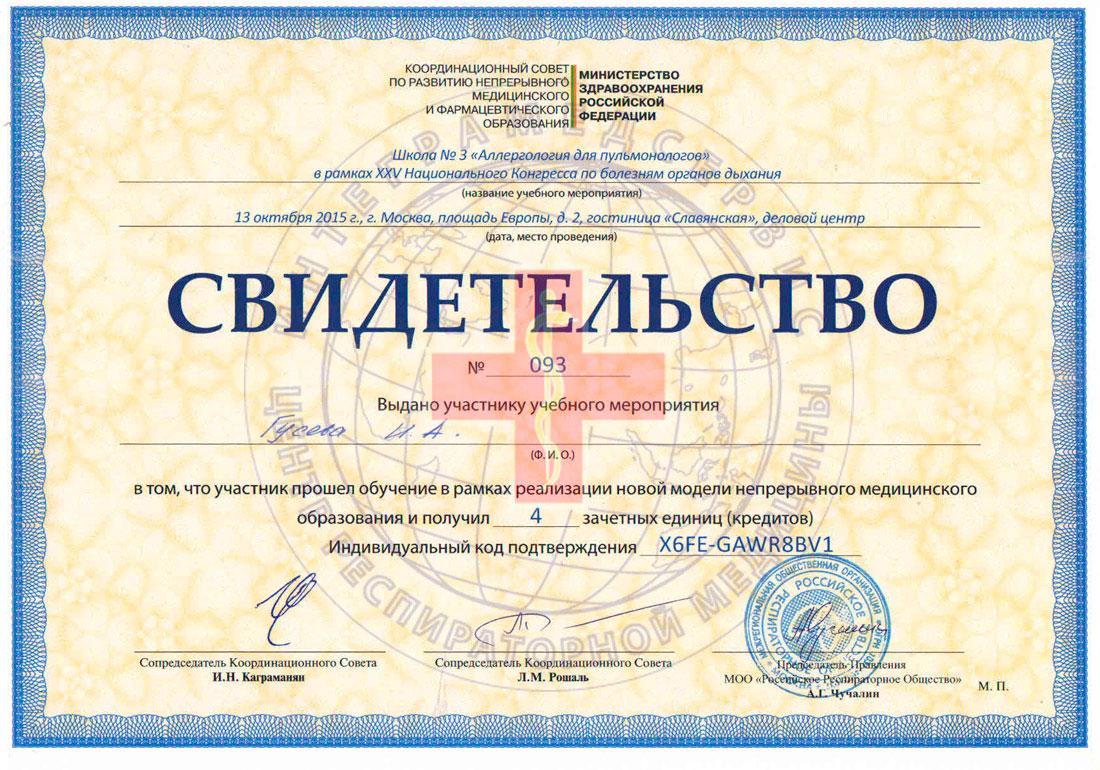 КООРДИНАЦИОННЫЙ СОВЕТ
ПО РАЗВИТИЮ НЕПРЕРЫВНОГО
МЕДИЦИНСКОГО
И ФАРМАЦЕВТИЧЕСКОГО
ОБРАЗОВАНИЯ
МИНИСТЕРСТВО
ЗДРАВООХРАНЕНИЯ
РОССИЙСКОЙ
ФЕДЕРАЦИИ
Школа № 3 «Аллергология для пульмонологов»
в рамках XXV Национального Конгресса по болезням органов дыхания
(название учебного мероприятия)
13 октября 2015 г., г. Москва, площадь Европы, д. 2, гостиница «Славянская», деловой центр
(дата, место проведения)
СВИДЕТЕЛЬСТВО
№ 093
Выдано участнику учебного мероприятия
Гусева И. А.
(Ф. И. О.)
в том, что участник прошел обучение в рамках реализации новой модели непрерывного медицинского
образования и получил 4 зачетных единиц (кредитов)
Индивидуальный код подтверждения X6FE-GAWR8BV1
Сопредседатель Координационного Совета
И.Н. Каграманян
Сопредседатель Координационного Совета
Л.М. Рошаль
Председатель Правления
МОО «Российское Респираторное Общество»
А.Г. Чучалин
М. П.
ИНТЕГРАМЕДСЕРВИС
ЦЕНТР РЕСПИРАТОРНОЙ МЕДИЦИНЫ
МЕЖРЕГИОНАЛЬНАЯ ОБЩЕСТВЕННАЯ ОРГАНИЗАЦИЯ
РОССИЙСКОЕ РЕСПИРАТОРНОЕ ОБЩЕСТВО